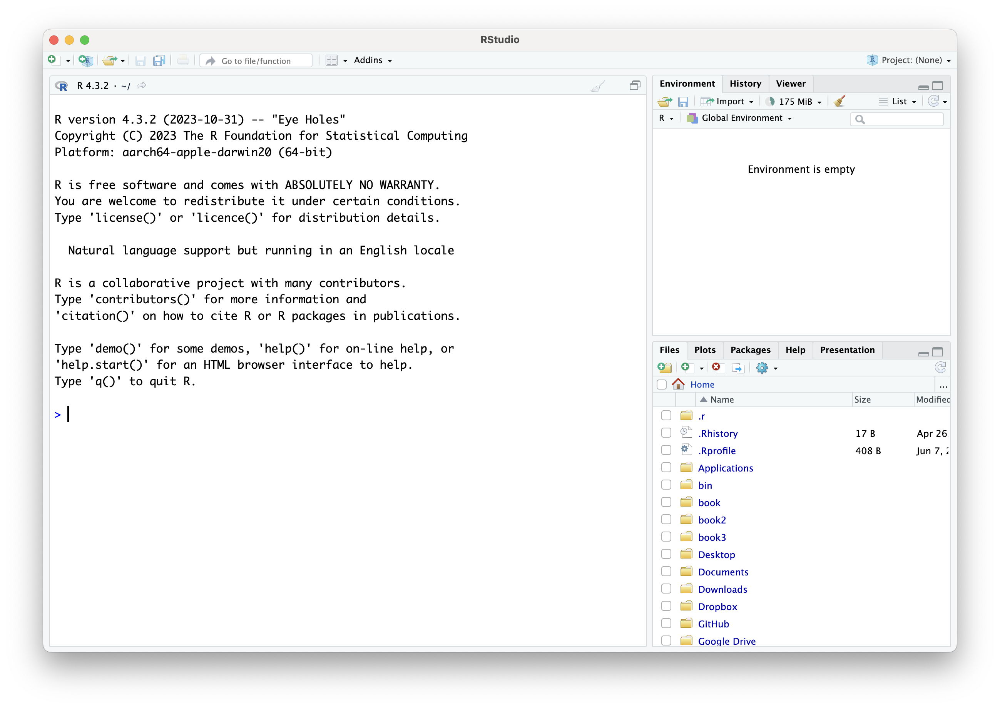 RStudio
Go to file/function
Addins
Project: (None)
R 4.3.2 · ~/
R version 4.3.2 (2023-10-31) -- "Eye Holes"
Copyright (C) 2023 The R Foundation for Statistical Computing
Platform: aarch64-apple-darwin20 (64-bit)
R is free software and comes with ABSOLUTELY NO WARRANTY.
You are welcome to redistribute it under certain conditions.
Type 'license()' or 'licence()' for distribution details.
Natural language support but running in an English locale
R is a collaborative project with many contributors.
Type 'contributors()' for more information and
'citation()' on how to cite R or R packages in publications.
Type 'demo()' for some demos, 'help()' for on-line help, or
'help.start()' for an HTML browser interface to help.
Type 'q()' to quit R.
>
Environment History Viewer
Import 175 MiB List
R Global Environment
Environment is empty
Files Plots Packages Help Presentation
Home ...
Name Size
.r
.Rhistory 17 B Apr 26,
.Rprofile 408 B Jun 7,
Applications
bin
book
book2
book3
Desktop
Documents
Downloads
Dropbox
GitHub
Google Drive